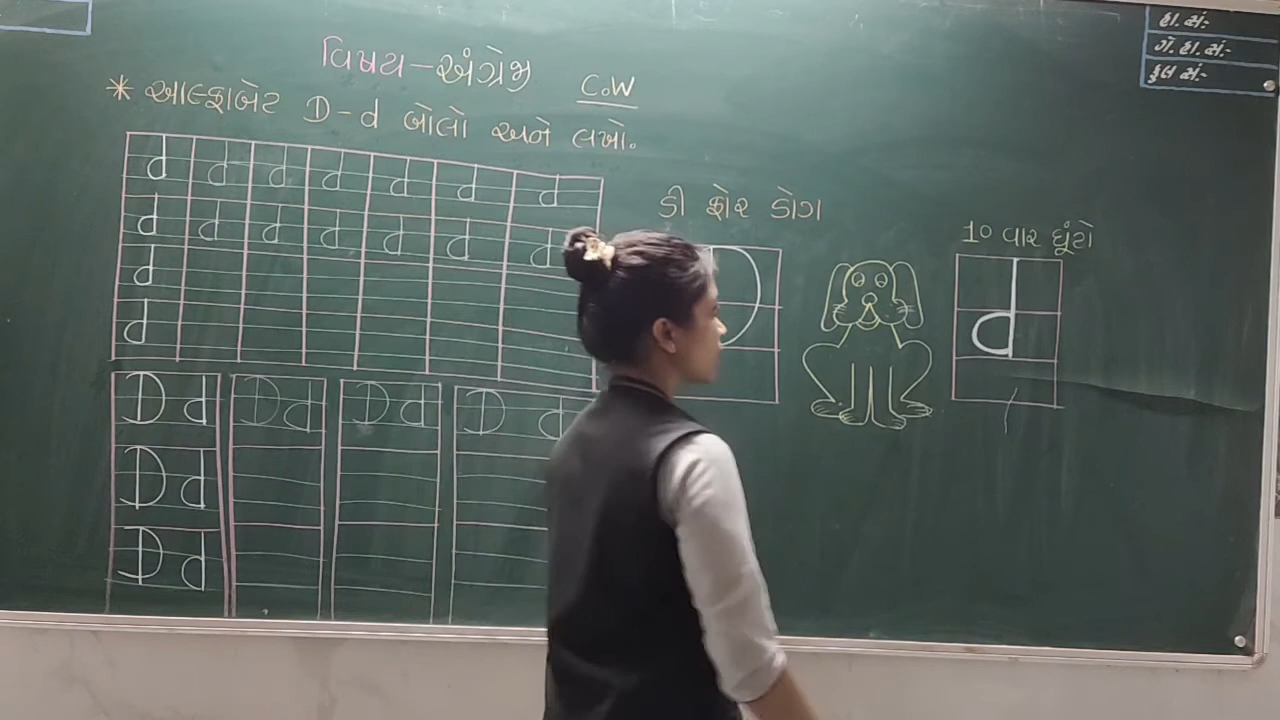 વિષય - અંગ્રેજી C.W
* આલ્ફાબેટ D - d બોલો અને લખો.
હા. સં:-
ગે. હા. સં:-
કુલ સં:-
d d d d d d d
d d d d d d d
d
d
ડી ફોર ડોગ
D
10 વાર ઘૂંટો
d
D d D d D d D d
D d
D d